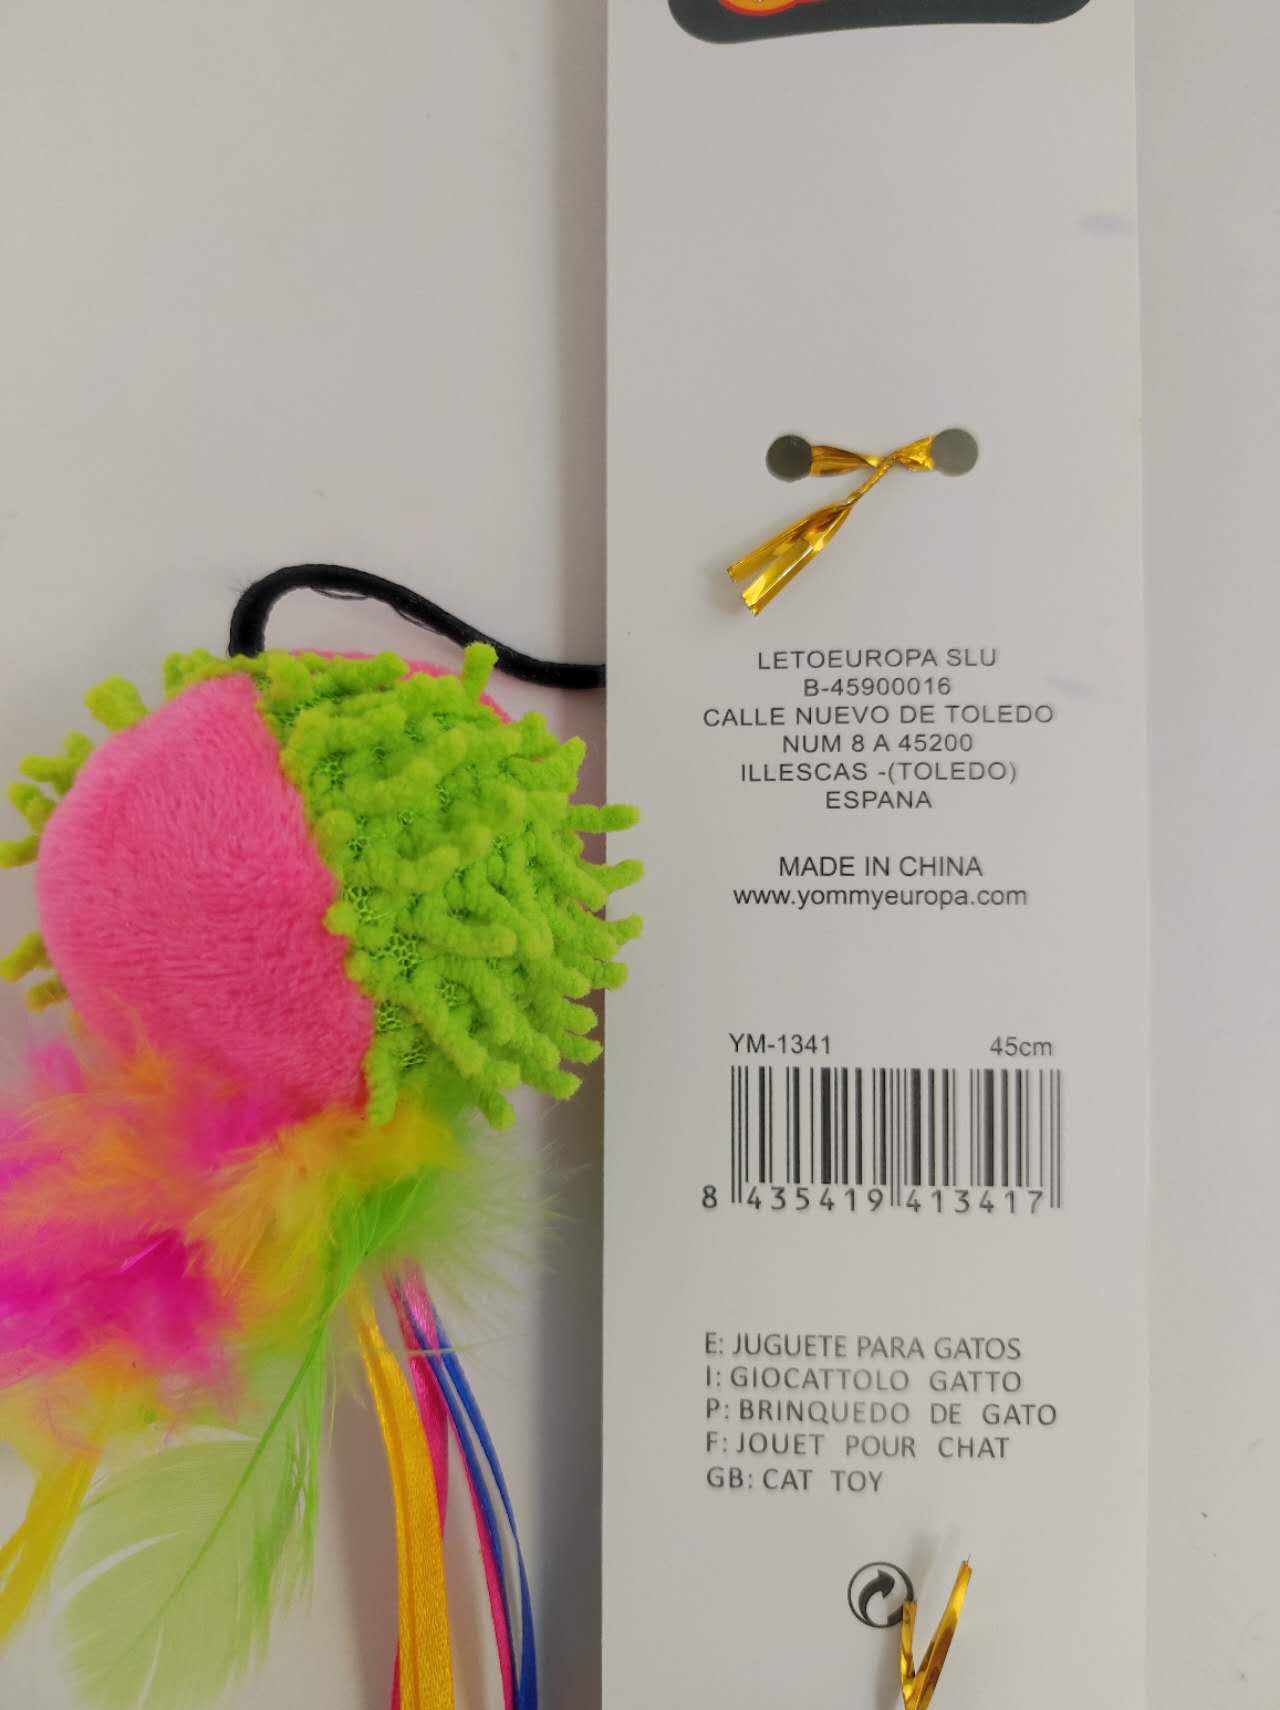 LETOEUROPA SLU
B-45900016
CALLE NUEVO DE TOLEDO
NUM 8 A 45200
ILLESCAS -(TOLEDO)
ESPANA
MADE IN CHINA
www.yommyeuropa.com
YM-1341 45cm
8 435419 413417
E: JUGUETE PARA GATOS
I: GIOCATTOLO GATTO
P: BRINQUEDO DE GATO
F: JOUET POUR CHAT
GB: CAT TOY